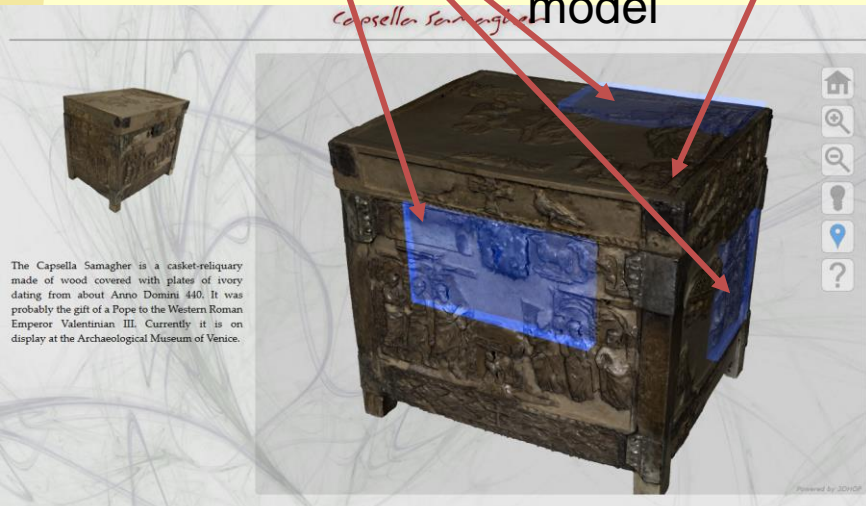 model
Capsella Samagher
The Capsella Samagher is a casket-reliquary
made of wood covered with plates of ivory
dating from about Anno Domini 440. It was
probably the gift of a Pope to the Western Roman
Emperor Valentinian III. Currently it is on
display at the Archaeological Museum of Venice.
?
Powered by 3DHOP